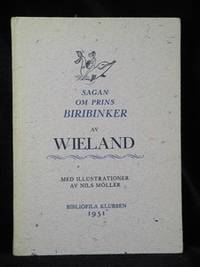 SAGAN
OM PRINS
BIRIBINKER
AV
WIELAND
MED ILLUSTRATIONER
AV NILS MÖLLER
BIBLIOFILA KLUBBEN
1951